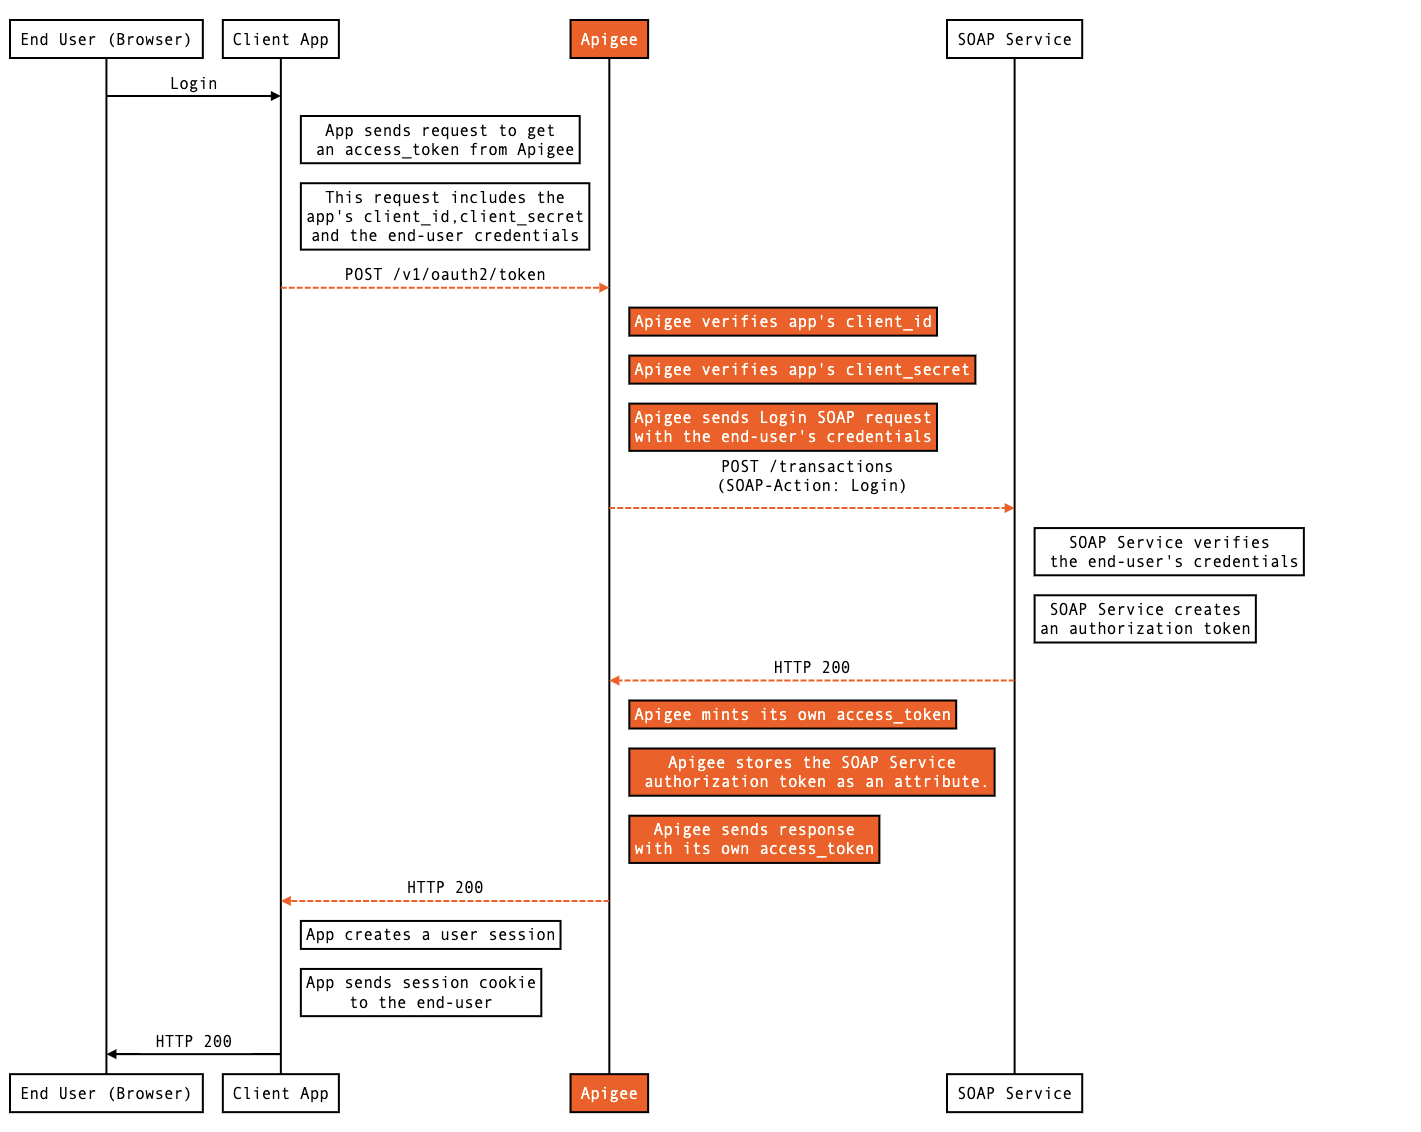 End User (Browser)
Client App
Apigee
SOAP Service
Login
App sends request to get
an access_token from Apigee
This request includes the
app's client_id,client_secret
and the end-user credentials
POST /v1/oauth2/token
Apigee verifies app's client_id
Apigee verifies app's client_secret
Apigee sends Login SOAP request
with the end-user's credentials
POST /transactions
(SOAP-Action: Login)
SOAP Service verifies
the end-user's credentials
SOAP Service creates
an authorization token
HTTP 200
Apigee mints its own access_token
Apigee stores the SOAP Service
authorization token as an attribute.
Apigee sends response
with its own access_token
HTTP 200
App creates a user session
App sends session cookie
to the end-user
HTTP 200
End User (Browser)
Client App
Apigee
SOAP Service